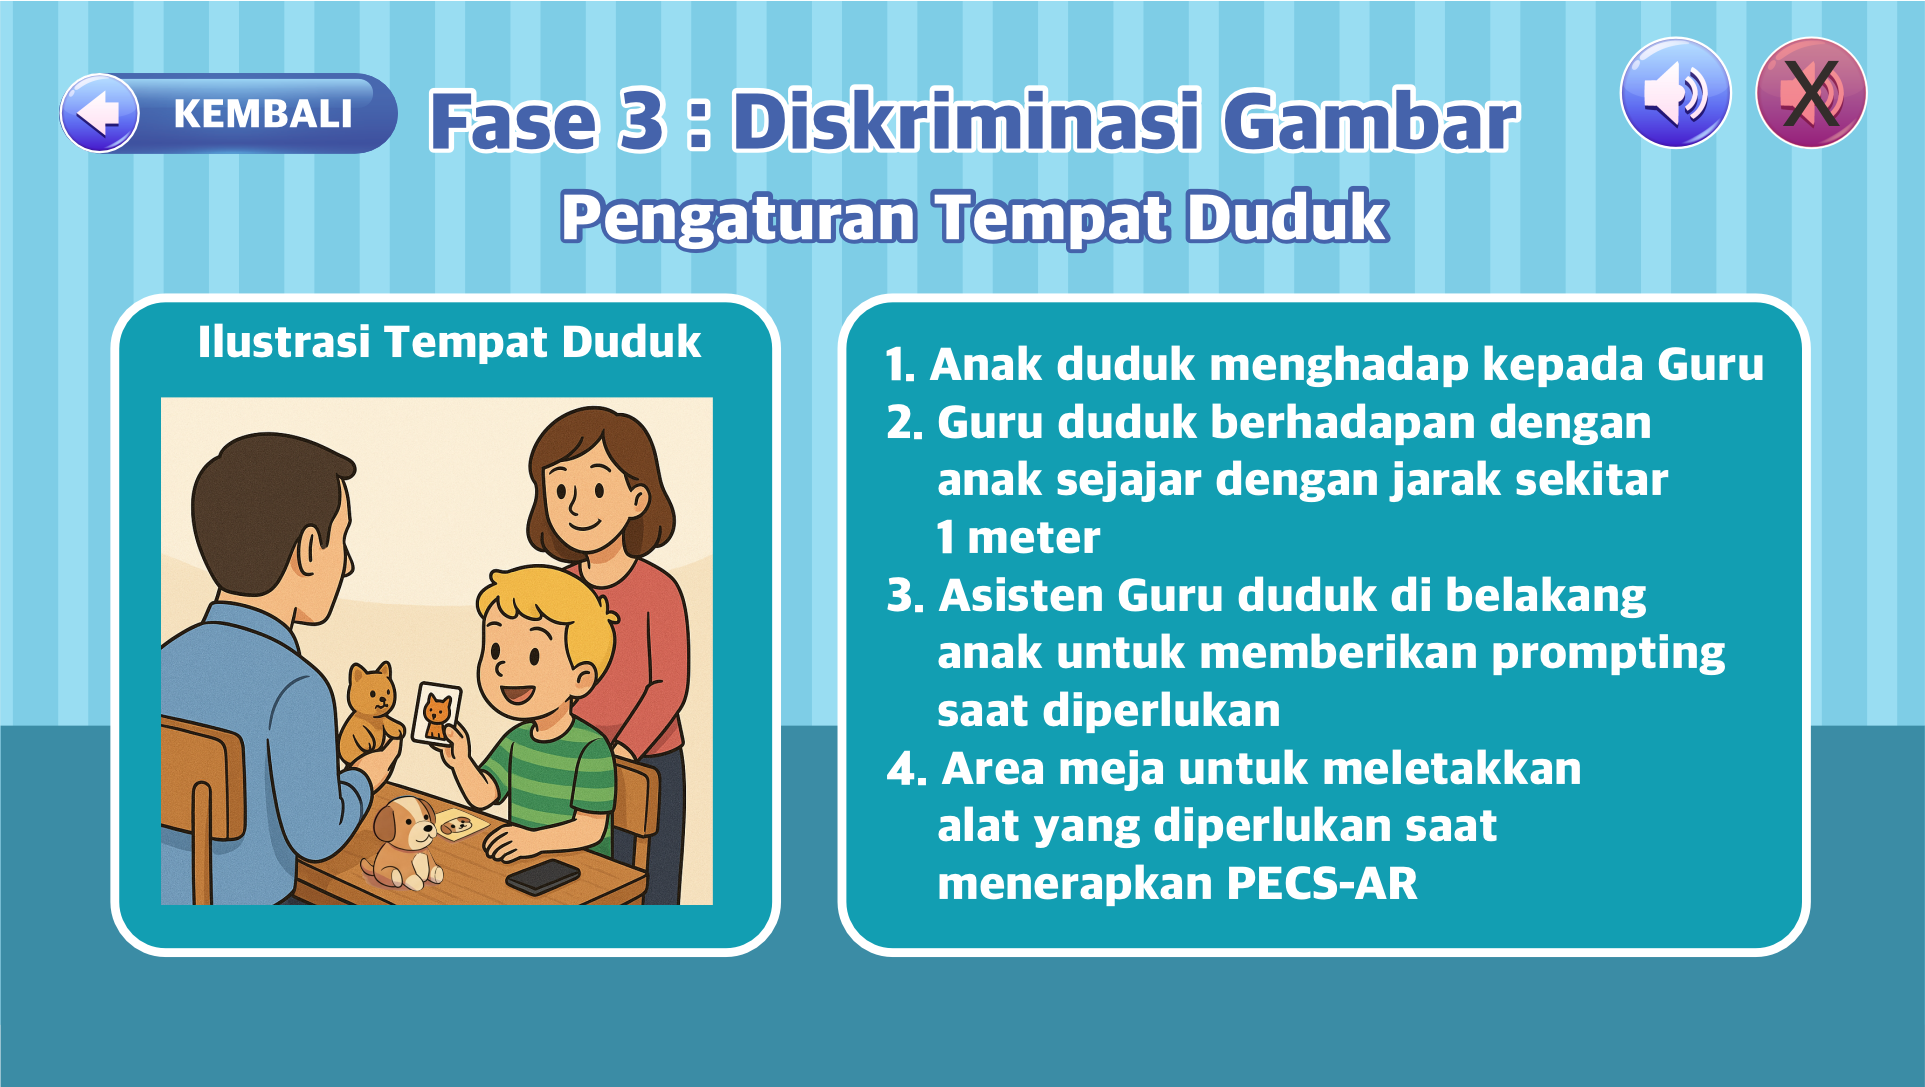 KEMBALI
Fase 3 : Diskriminasi Gambar
Pengaturan Tempat Duduk
Ilustrasi Tempat Duduk
1. Anak duduk menghadap kepada Guru
2. Guru duduk berhadapan dengan
anak sejajar dengan jarak sekitar
1 meter
3. Asisten Guru duduk di belakang
anak untuk memberikan prompting
saat diperlukan
4. Area meja untuk meletakkan
alat yang diperlukan saat
menerapkan PECS-AR